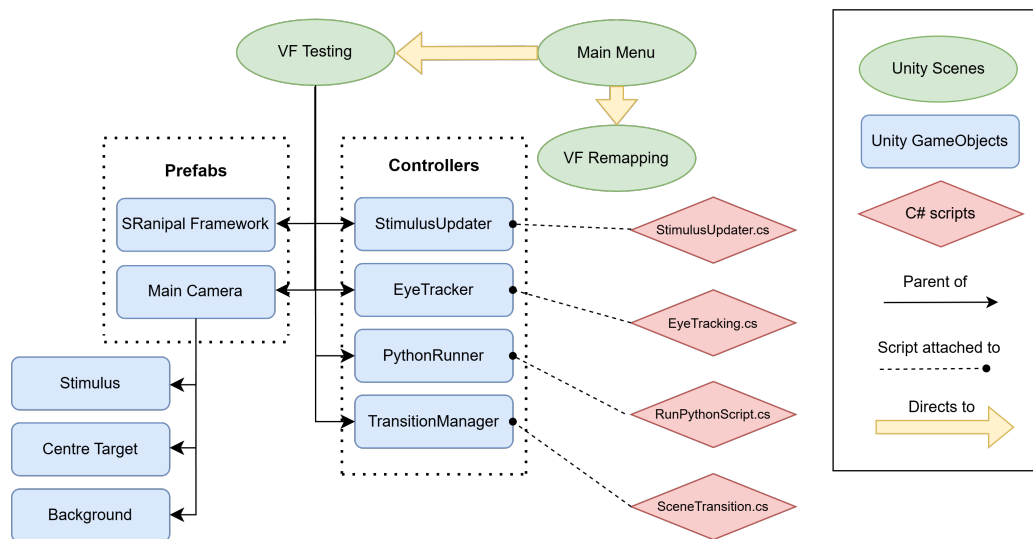 VF Testing
Main Menu
VF Remapping
Prefabs
SRanipal Framework
Main Camera
Stimulus
Centre Target
Background
Controllers
StimulusUpdater
EyeTracker
PythonRunner
TransitionManager
StimulusUpdater.cs
EyeTracking.cs
RunPythonScript.cs
SceneTransition.cs
Unity Scenes
Unity GameObjects
C# scripts
Parent of
Script attached to
Directs to